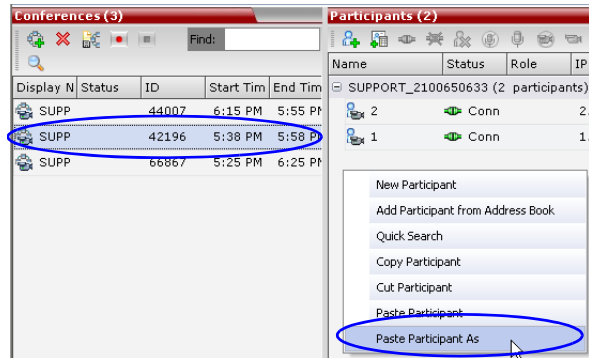 Conferences (3)
Find:
Display N Status ID Start Tim End Tim
SUPP 44007 6:15 PM 5:55 PM
SUPP 42196 5:38 PM 5:58 PM
SUPP 66867 5:25 PM 6:25 PM
Participants (2)
Name Status Role IP
SUPPORT_2100650633 (2 participants)
2 Conn 2.
1 Conn 1.
New Participant
Add Participant from Address Book
Quick Search
Copy Participant
Cut Participant
Paste Participant
Paste Participant As